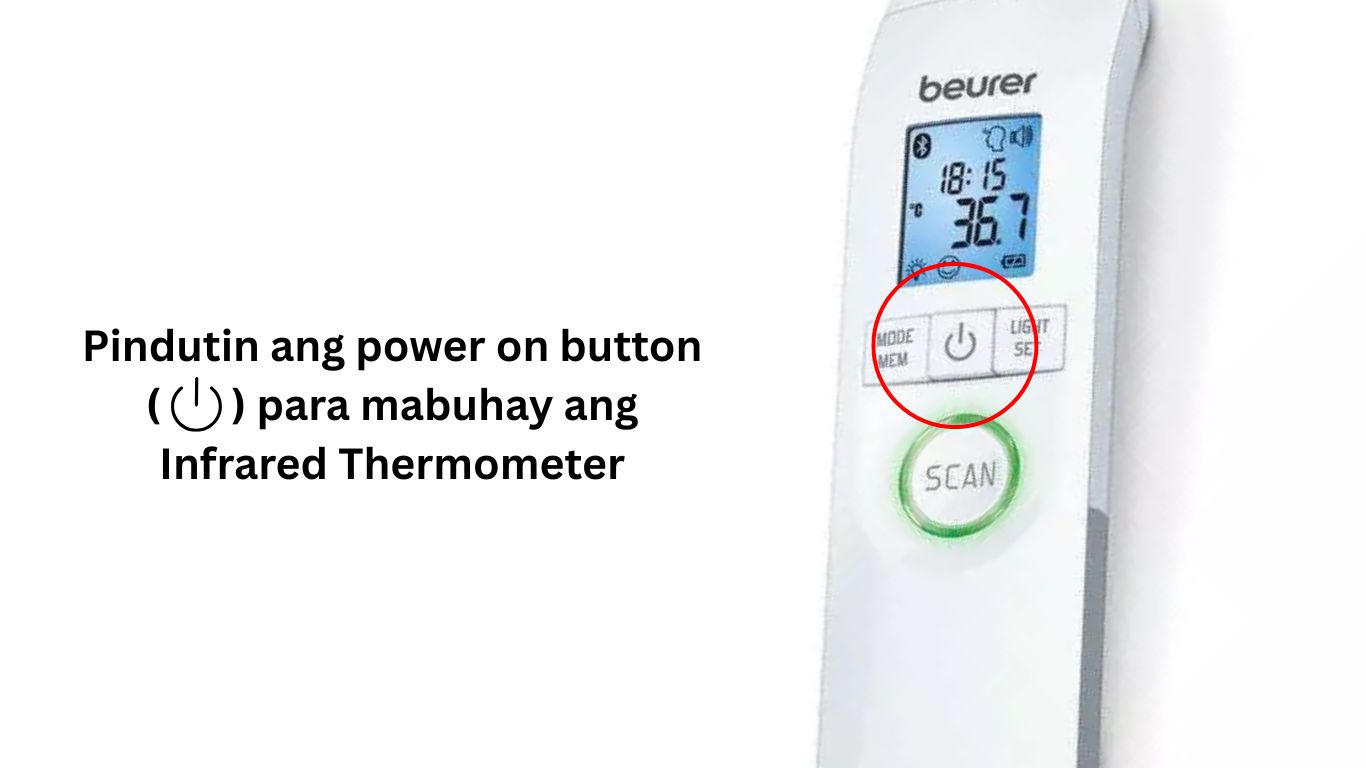 Pindutin ang power on button
( ) para mabuhay ang
Infrared Thermometer
beurer
18:15
°C
36.7
MODE
MEM
LIGHT
SET
SCAN